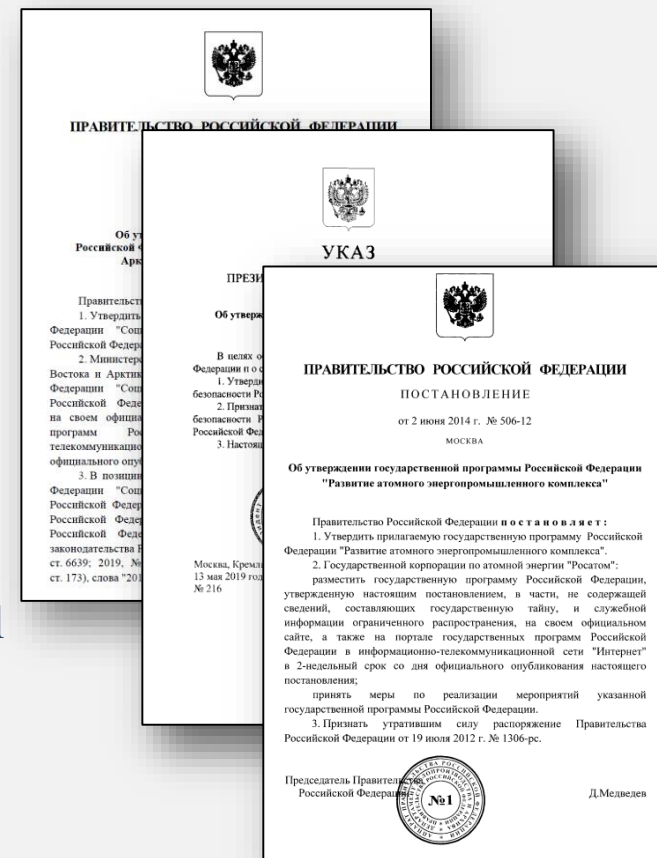 ПРАВИТЕЛЬСТВО РОССИЙСКОЙ ФЕДЕРАЦИИ
Об
Российской
Правительст
1. Утвердить
Федерации "Соц
Российской Федер
2. Министерс
Востока и Арктик
Федерации "Соц
Российской Феде
на своем официа
программ Рос
телекоммуникацио
официального опуб
3. В позиции
Федерации "Соц
Российской Федер
Российской Федер
Российской Феде
законодательства Р
ст. 6639; 2019, №
ст. 173), слова "201
УКАЗ
ПРЕЗИ
Об утверж
В целях о
Федерации п о с
1. Утверди
безопасности Ро
2. Признат
безопасности Р
Российской Фед
3. Настоящ
Москва, Кремл
13 мая 2019 год
№ 216
ПРАВИТЕЛЬСТВО РОССИЙСКОЙ ФЕДЕРАЦИИ
ПОСТАНОВЛЕНИЕ
от 2 июня 2014 г. № 506-12
МОСКВА
Об утверждении государственной программы Российской Федерации
"Развитие атомного энергопромышленного комплекса"
Правительство Российской Федерации п о с т а н о в л я е т :
1. Утвердить прилагаемую государственную программу Российской
Федерации "Развитие атомного энергопромышленного комплекса".
2. Государственной корпорации по атомной энергии "Росатом":
разместить государственную программу Российской Федерации,
утвержденную настоящим постановлением, в части, не содержащей
сведений, составляющих государственную тайну, и служебной
информации ограниченного распространения, на своем официальном
сайте, а также на портале государственных программ Российской
Федерации в информационно-телекоммуникационной сети "Интернет"
в 2-недельный срок со дня официального опубликования настоящего
постановления;
принять меры по реализации мероприятий указанной
государственной программы Российской Федерации.
3. Признать утратившим силу распоряжение Правительства
Российской Федерации от 19 июля 2012 г. № 1306-рс.
Председатель Правительства
Российской Федерации
Д.Медведев
№1